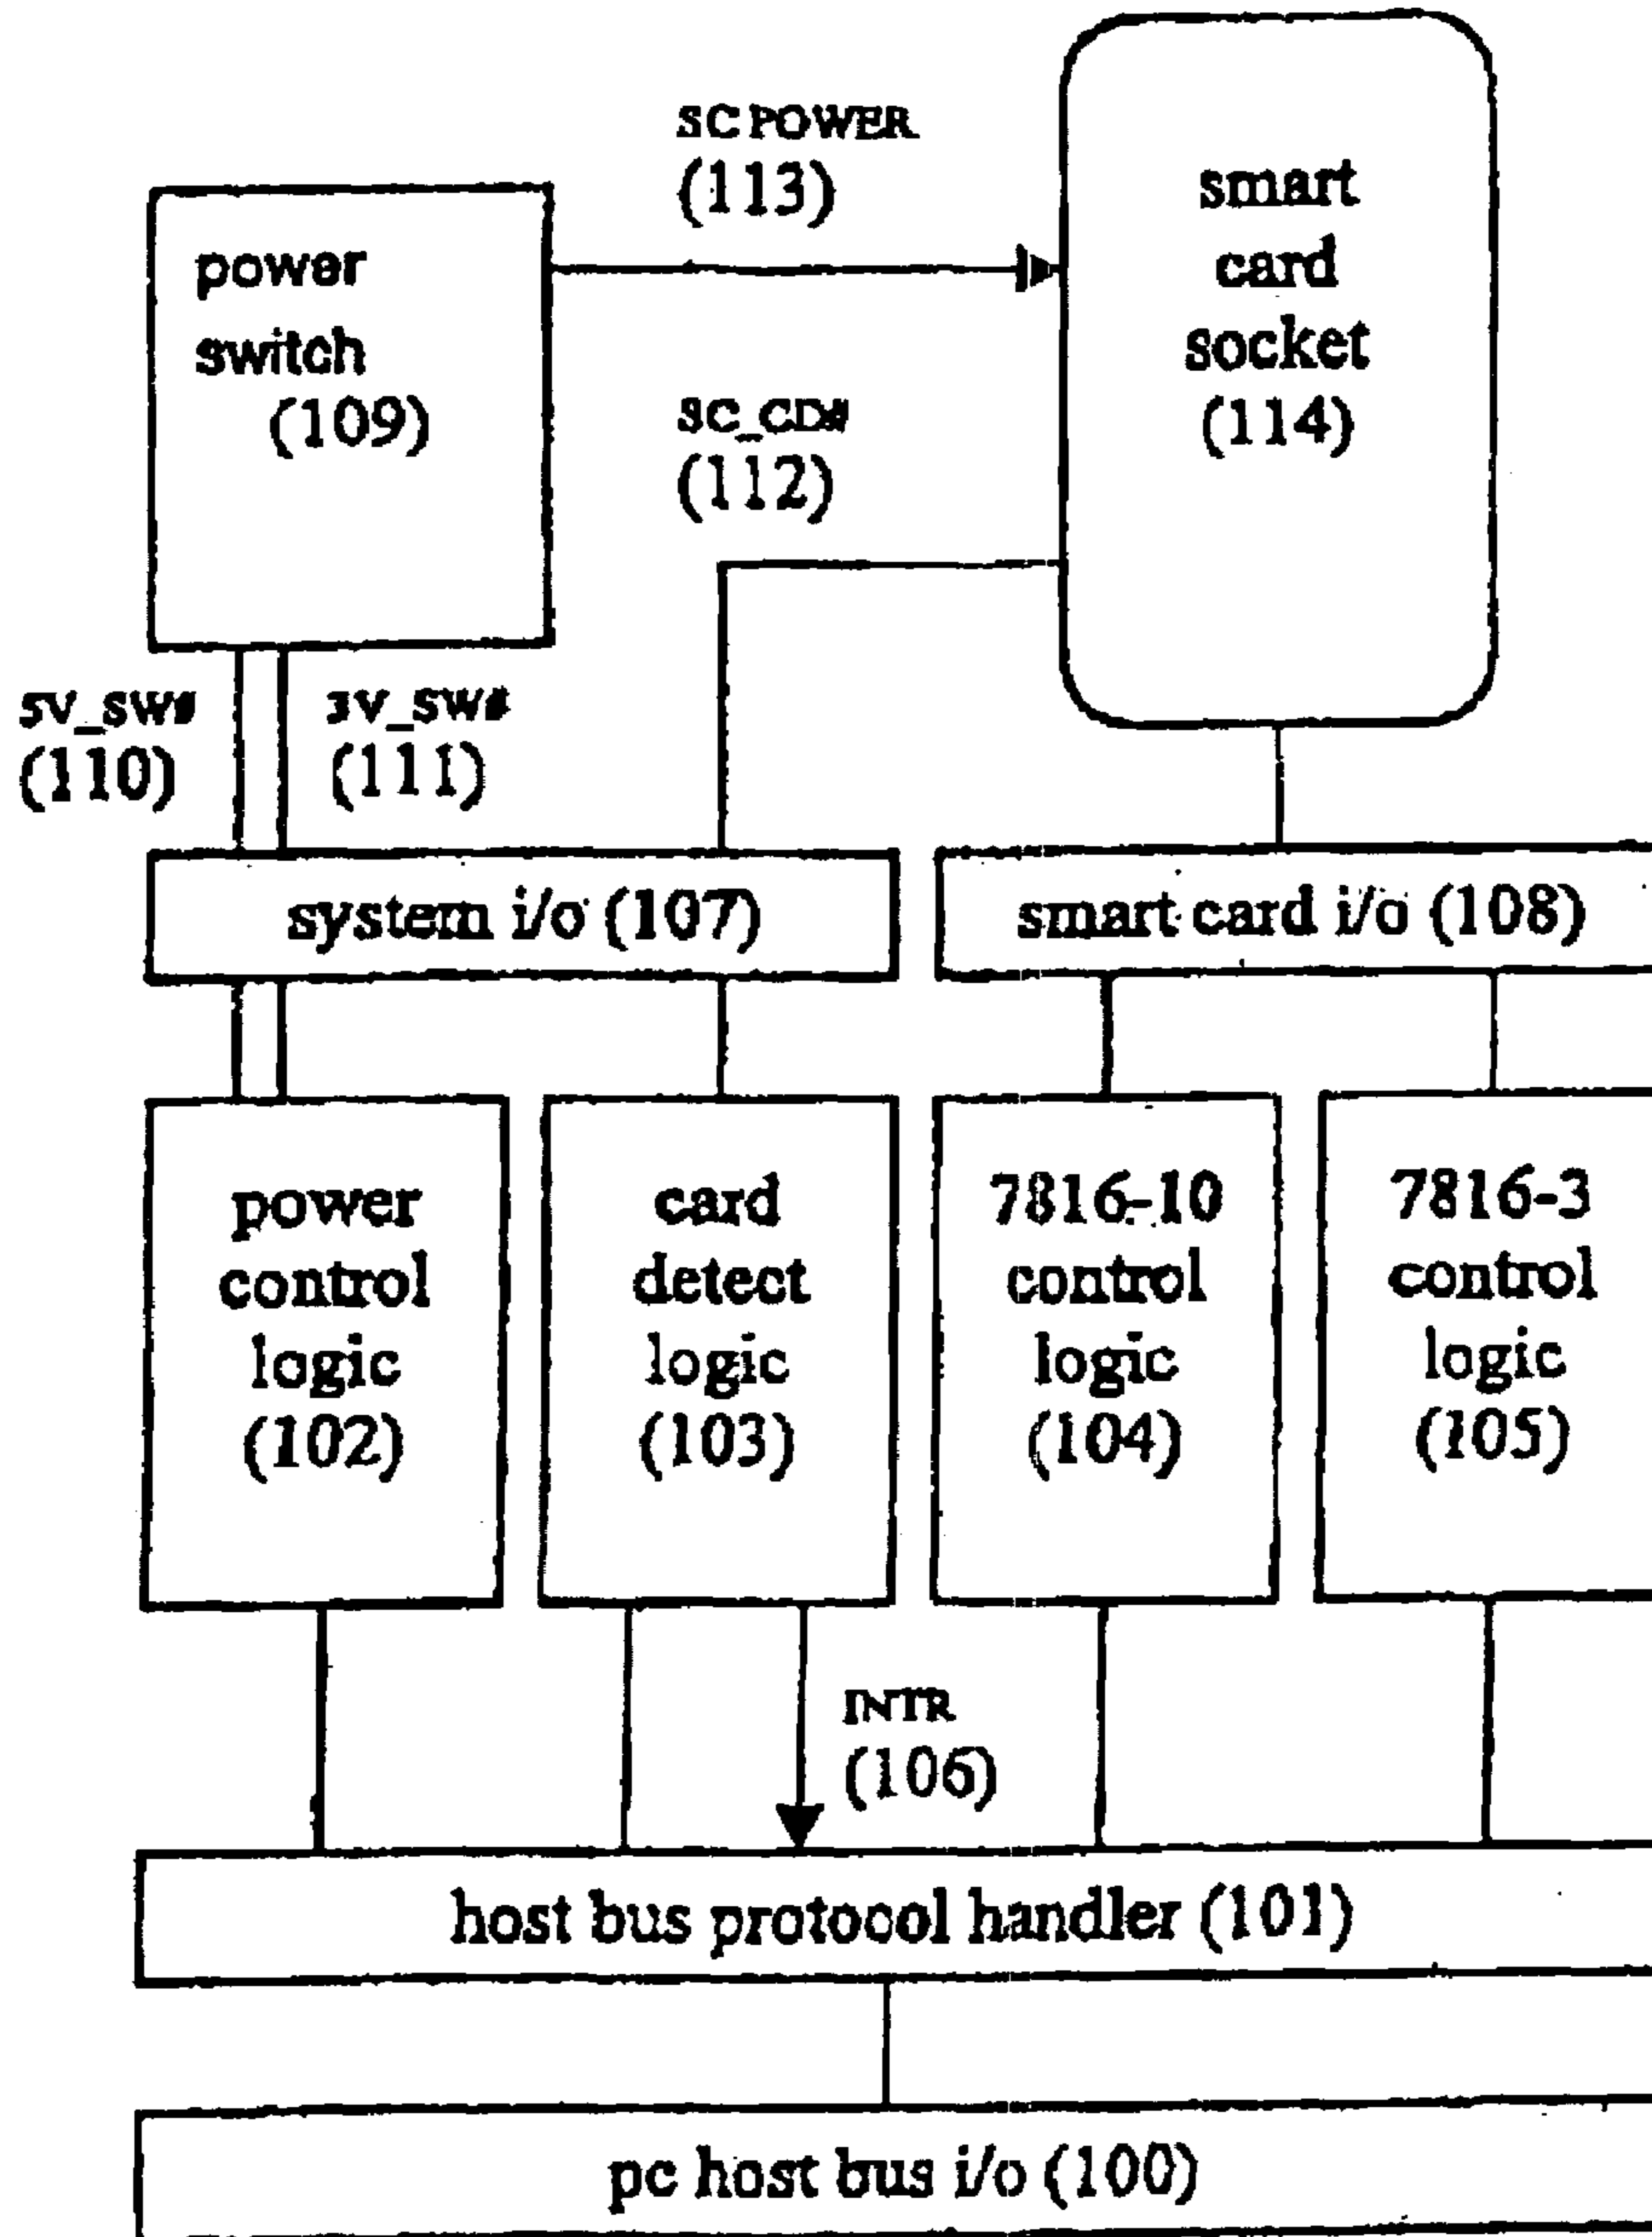 SC POWER
(113)
smart
card
socket
(114)
power
switch
(109)
SC_CD#
(112)
5V_SW#
(110)
3V_SW#
(111)
system i/o (107)
smart card i/o (108)
power
control
logic
(102)
card
detect
logic
(103)
7816-10
control
logic
(104)
7816-3
control
logic
(105)
INTR
(106)
host bus protocol handler (101)
pc host bus i/o (100)